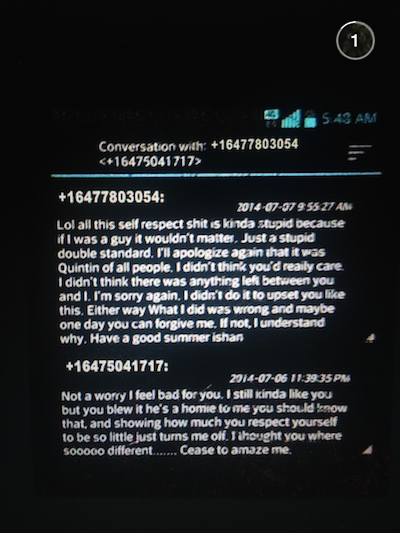 1
4G
5:43 AM
Conversation with: +16477803054
<+16475041717>
+16477803054:
2014-07-07 9:55:27 AM
Lol all this self respect shit is kinda stupid because
if I was a guy it wouldn't matter. Just a stupid
double standard. I'll apologize again that it was
Quintin of all people. I didn't think you'd really care.
I didn't think there was anything left between you
and I. I'm sorry again. I didn't do it to upset you like
this. Either way What I did was wrong and maybe
one day you can forgive me. If not, I understand
why. Have a good summer ishan
+16475041717:
2014-07-06 11:39:35 PM
Not a worry I feel bad for you. I still kinda like you
but you blew it he's a homie to me you should know
that, and showing how much you respect yourself
to be so little just turns me off. I thought you where
sooooo different....... Cease to amaze me.